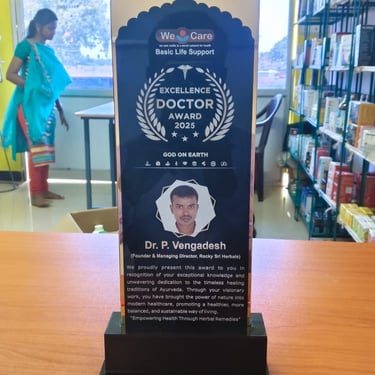 We Care
Basic Life Support
EXCELLENCE
DOCTOR
AWARD
2025
GOD ON EARTH
Dr. P. Vengadesh
(Founder & Managing Director, Rocky Sri Herbals)
We proudly present this award to you in
recognition of your exceptional knowledge and
unwavering dedication to the timeless healing
traditions of Ayurveda. Through your visionary
work, you have brought the power of nature into
modern healthcare, promoting a healthier, more
balanced, and sustainable way of living.
"Empowering Health Through Herbal Remedies"